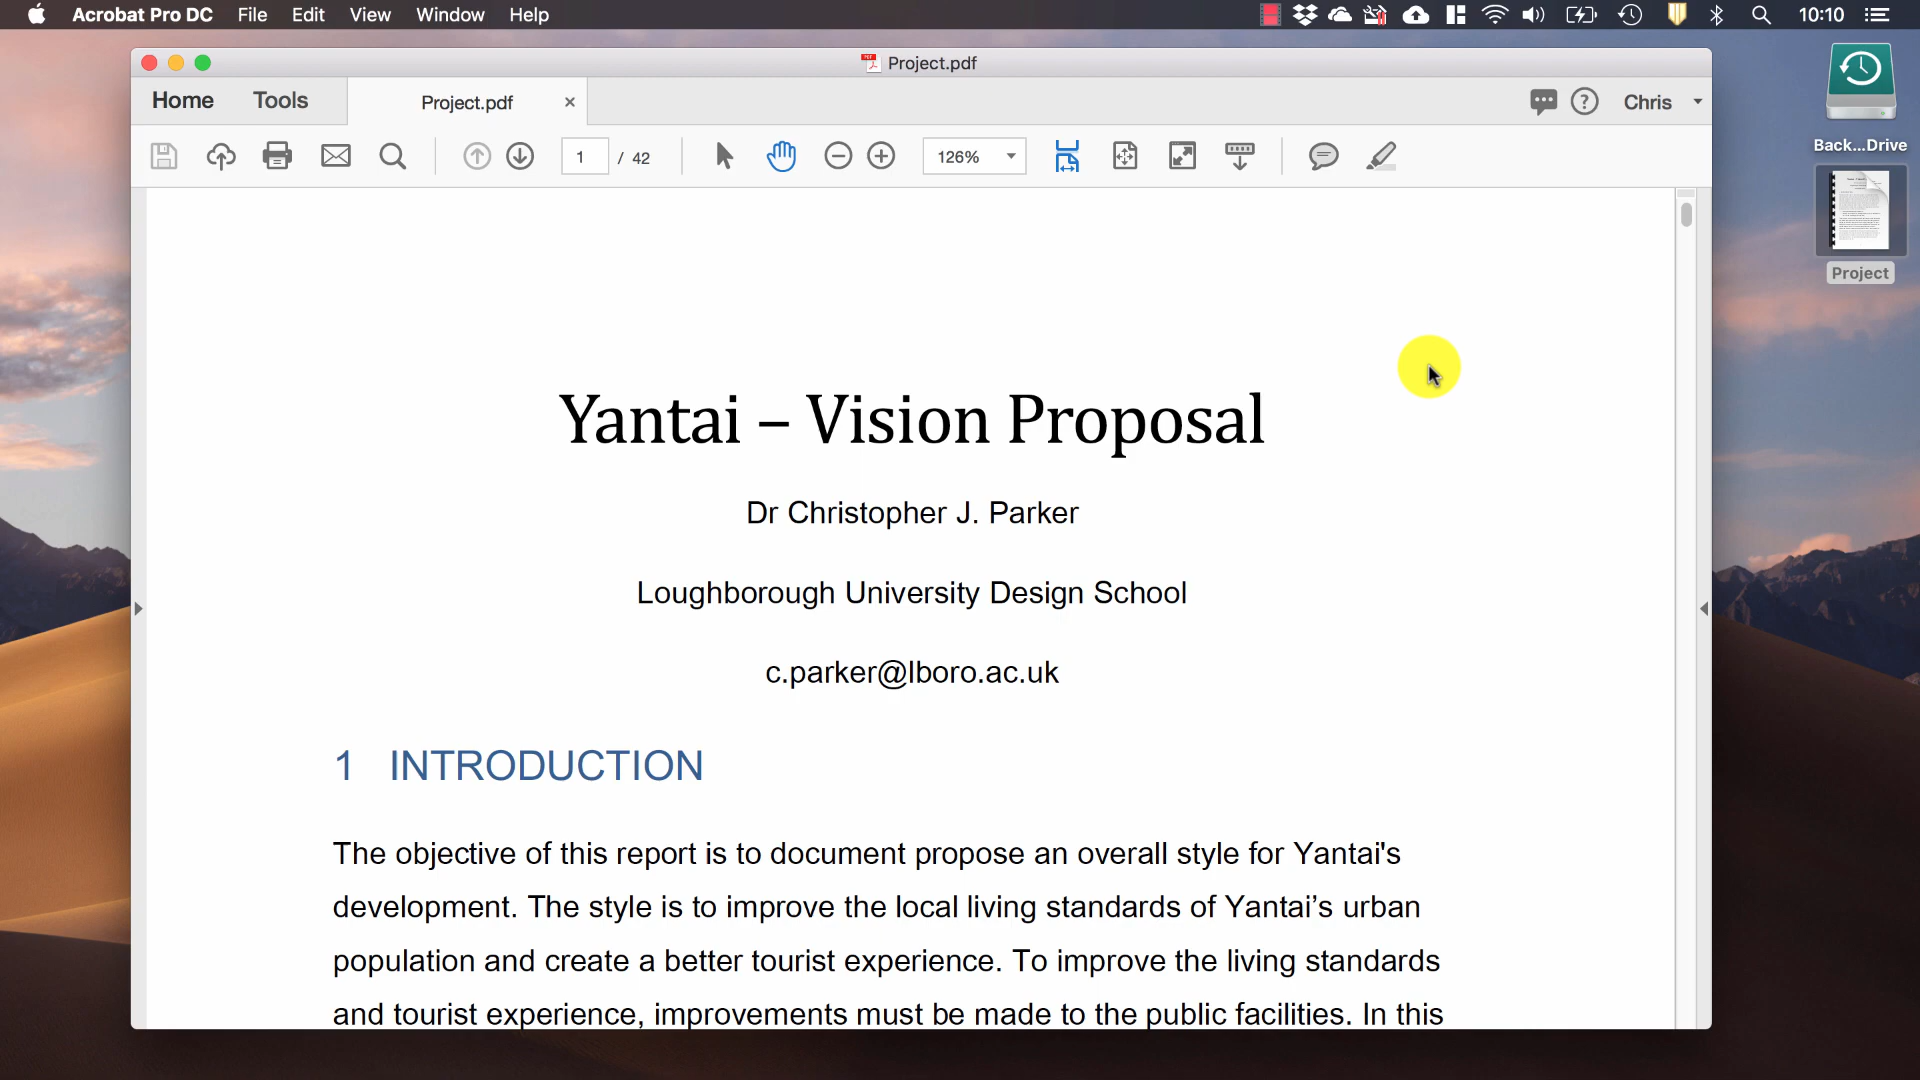 Acrobat Pro DC File Edit View Window Help 10:10
Project.pdf
Home Tools Project.pdf Chris
1 / 42 126%
Back...Drive
Project
Yantai – Vision Proposal
Dr Christopher J. Parker
Loughborough University Design School
c.parker@lboro.ac.uk
1 INTRODUCTION
The objective of this report is to document propose an overall style for Yantai's
development. The style is to improve the local living standards of Yantai’s urban
population and create a better tourist experience. To improve the living standards
and tourist experience, improvements must be made to the public facilities. In this